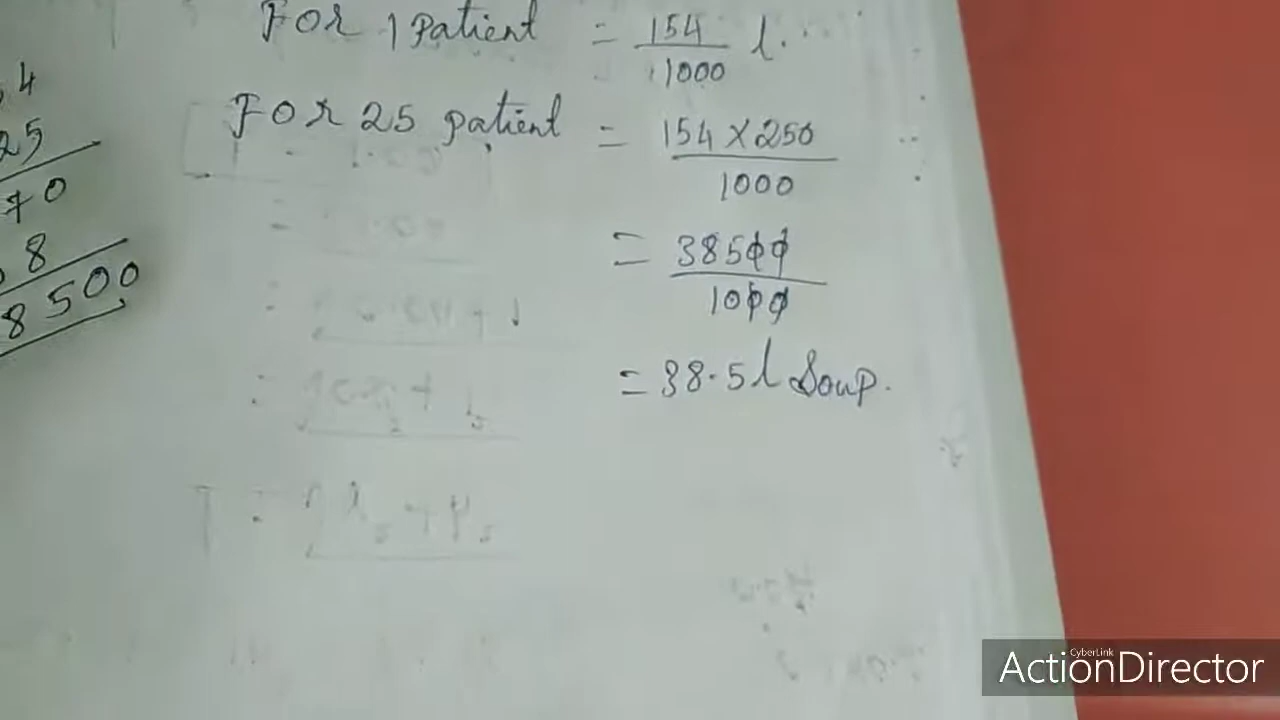 For 1 Patient = 154/1000 l.
For 25 patient = 154 X 250/1000
= 38500/1000
= 38.5 l Soup.
4
25
70
8
8500
CyberLink
ActionDirector